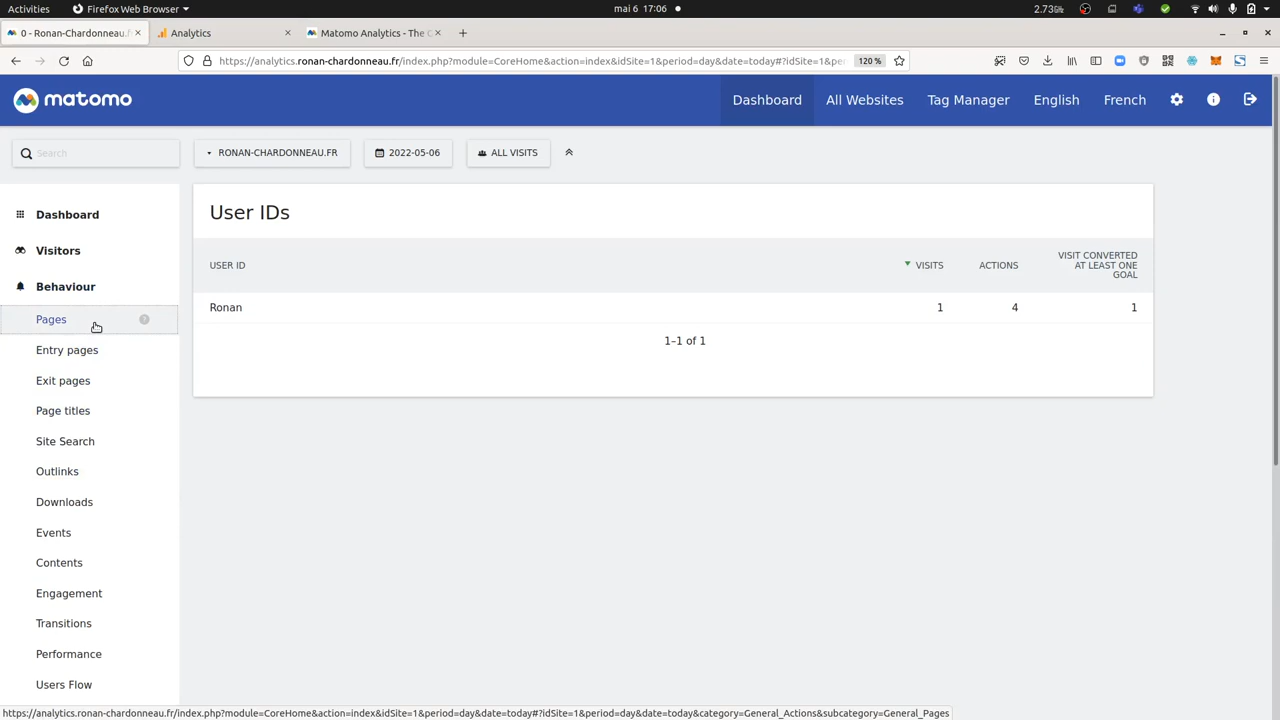 Activities
Firefox Web Browser
mai 6 17:06
2.73%
0 - Ronan-Chardonneau.
Analytics
Matomo Analytics - The
https://analytics.ronan-chardonneau.fr/index.php?module=CoreHome&action=index&idSite=1&period=day&date=today#?idSite=1&pe
120 %
matomo
Dashboard
All Websites
Tag Manager
English
French
Search
RONAN-CHARDONNEAU.FR
2022-05-06
ALL VISITS
Dashboard
Visitors
Behaviour
Pages
Entry pages
Exit pages
Page titles
Site Search
Outlinks
Downloads
Events
Contents
Engagement
Transitions
Performance
Users Flow
User IDs
USER ID
VISITS
ACTIONS
VISIT CONVERTED
AT LEAST ONE
GOAL
Ronan
1
4
1
1–1 of 1
https://analytics.ronan-chardonneau.fr/index.php?module=CoreHome&action=index&idSite=1&period=day&date=today#?idSite=1&period=day&date=today&category=General_Actions&subcategory=General_Pages